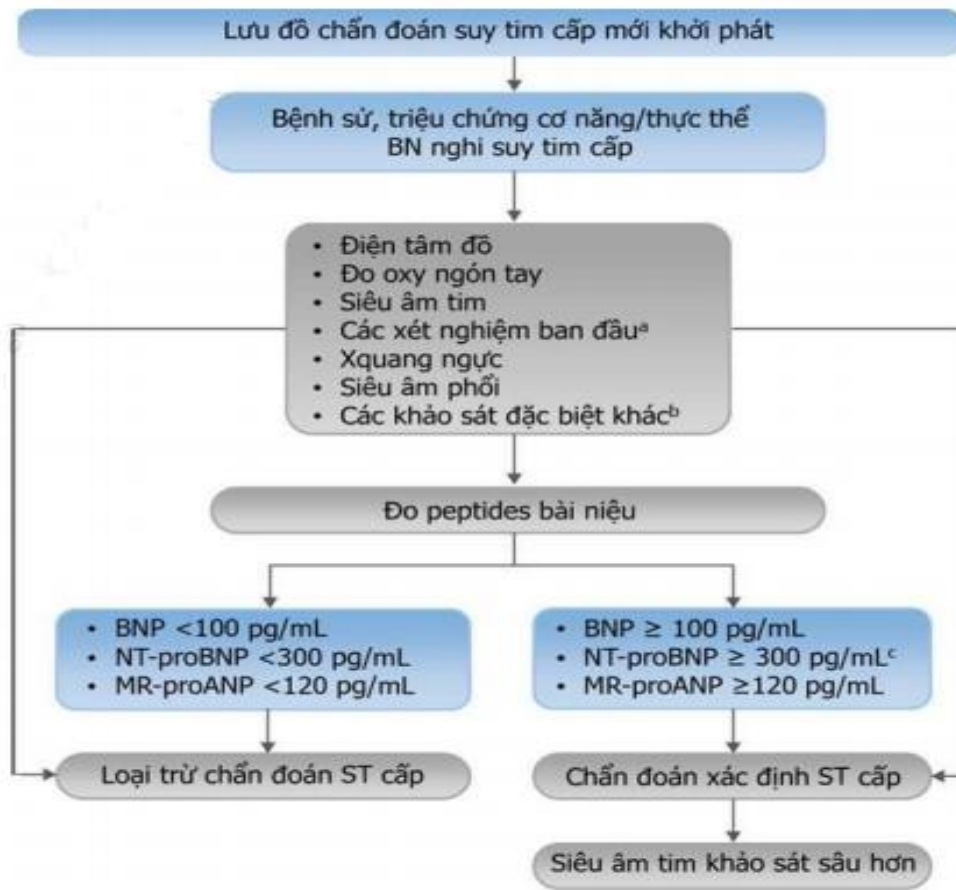 Lưu đồ chẩn đoán suy tim cấp mới khởi phát
Bệnh sử, triệu chứng cơ năng/thực thể
BN nghi suy tim cấp
• Điện tâm đồ
• Đo oxy ngón tay
• Siêu âm tim
• Các xét nghiệm ban đầuᵃ
• Xquang ngực
• Siêu âm phổi
• Các khảo sát đặc biệt khácᵇ
Đo peptides bài niệu
• BNP <100 pg/mL
• NT-proBNP <300 pg/mL
• MR-proANP <120 pg/mL
• BNP ≥ 100 pg/mL
• NT-proBNP ≥ 300 pg/mLᶜ
• MR-proANP ≥120 pg/mL
Loại trừ chẩn đoán ST cấp
Chẩn đoán xác định ST cấp
Siêu âm tim khảo sát sâu hơn